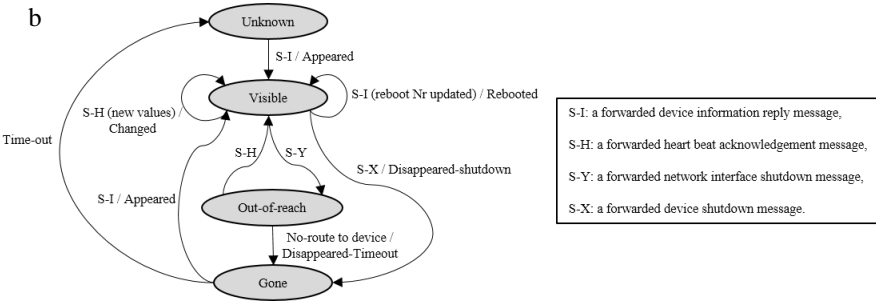 b
Unknown
S-I / Appeared
S-H (new values) /
Changed
Visible
S-I (reboot Nr updated) / Rebooted
Time-out
S-H
S-Y
S-X / Disappeared-shutdown
S-I / Appeared
Out-of-reach
No-route to device /
Disappeared-Timeout
Gone
S-I: a forwarded device information reply message,
S-H: a forwarded heart beat acknowledgement message,
S-Y: a forwarded network interface shutdown message,
S-X: a forwarded device shutdown message.